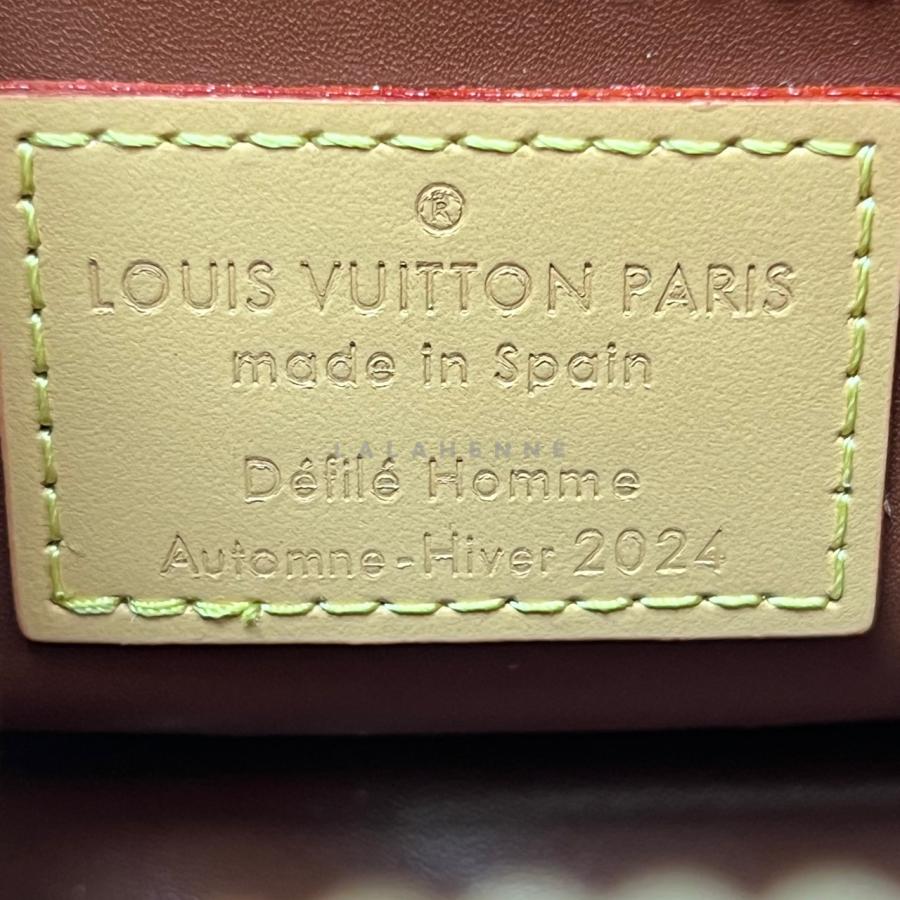 ®
LOUIS VUITTON PARIS
made in Spain
LALAHENNE
Défilé Homme
Automne-Hiver 2024